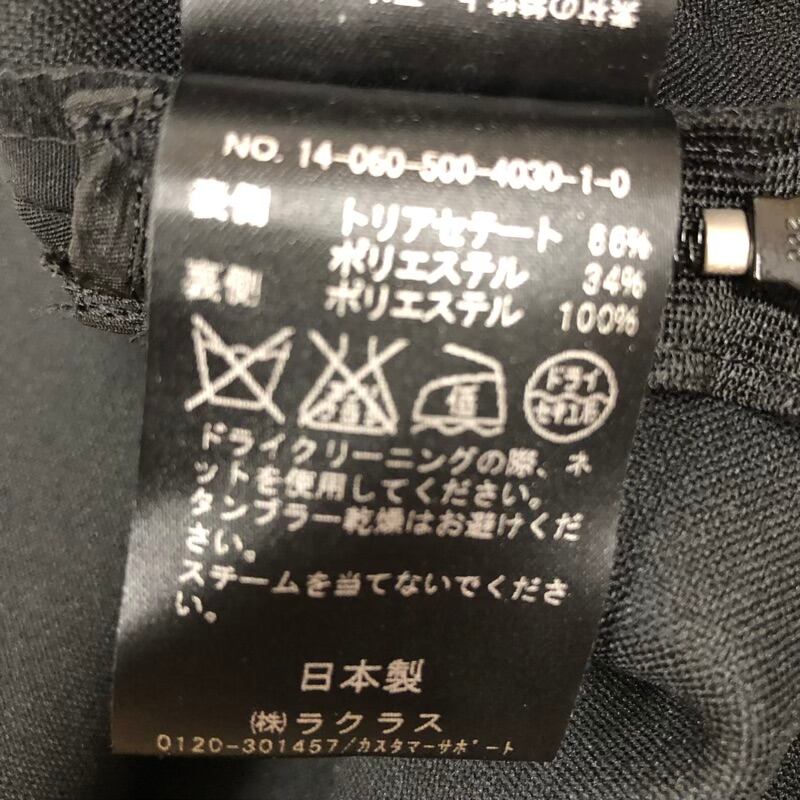 NO. 14-060-500-4030-1-0
表側 トリアセテート 66%
ポリエステル 34%
裏側 ポリエステル 100%
低 ドライ
セキユ系
ドライクリーニングの際、ネ
ットを使用してください。
タンブラー乾燥はお避けくだ
さい。
スチームを当てないでくださ
い。
日本製
(株)ラクラス
0120-301457/カスタマーサポート